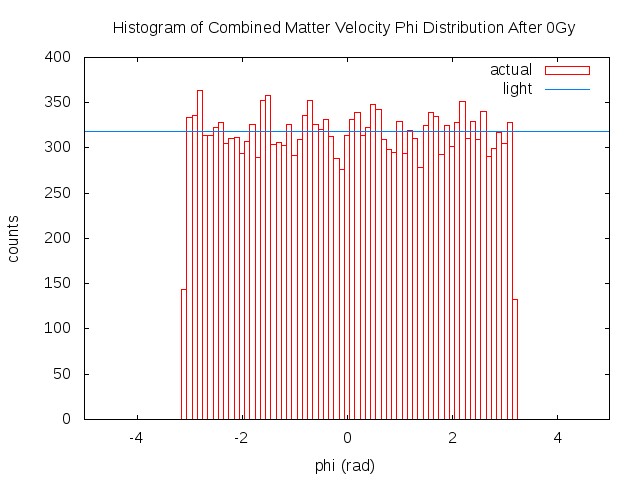 Histogram of Combined Matter Velocity Phi Distribution After 0Gy
400
350
300
250
200
150
100
50
0
-4
-2
0
2
4
actual
light
counts
phi (rad)